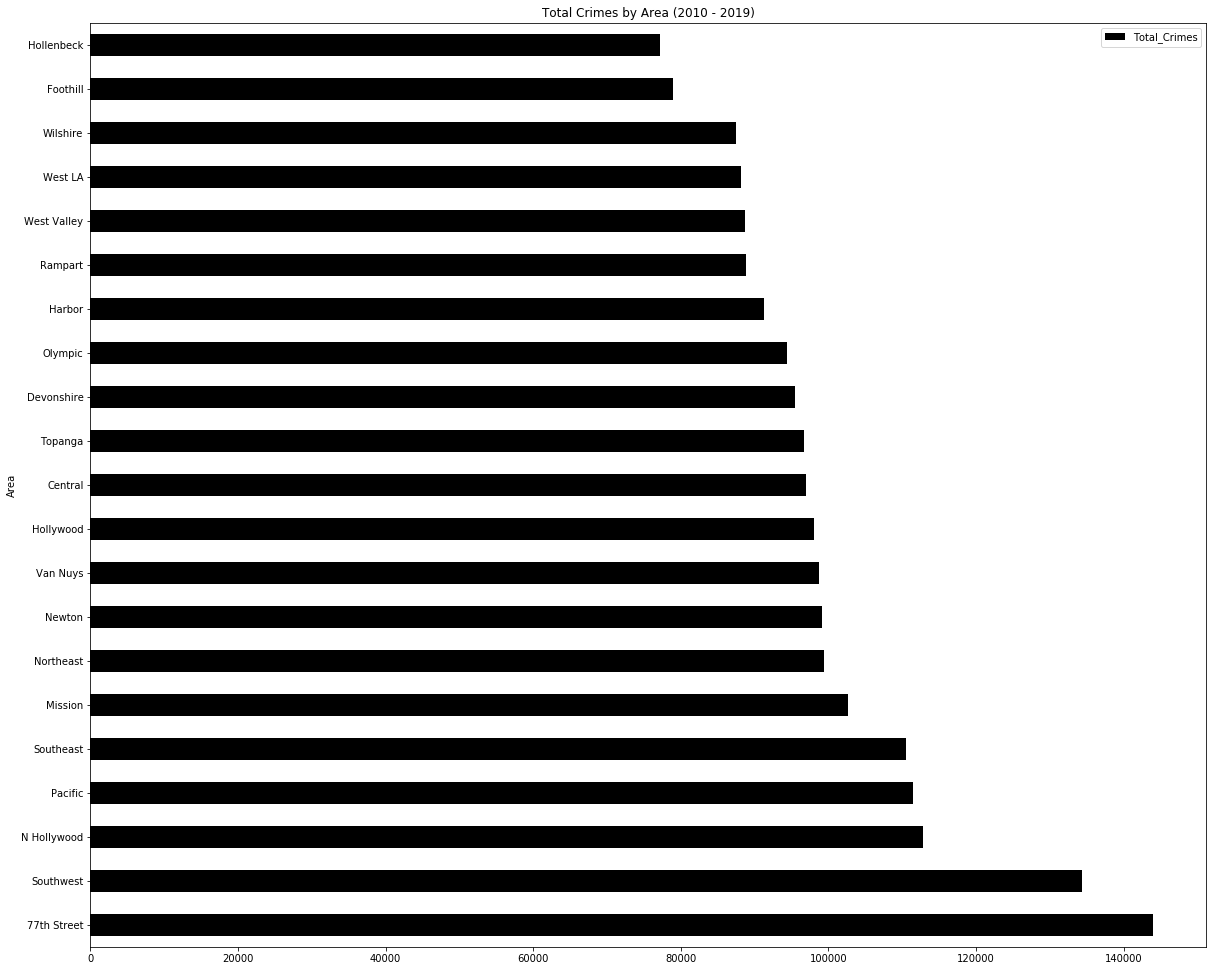 Total Crimes by Area (2010 - 2019)
Total_Crimes
Area
Hollenbeck
Foothill
Wilshire
West LA
West Valley
Rampart
Harbor
Olympic
Devonshire
Topanga
Central
Hollywood
Van Nuys
Newton
Northeast
Mission
Southeast
Pacific
N Hollywood
Southwest
77th Street
0 20000 40000 60000 80000 100000 120000 140000